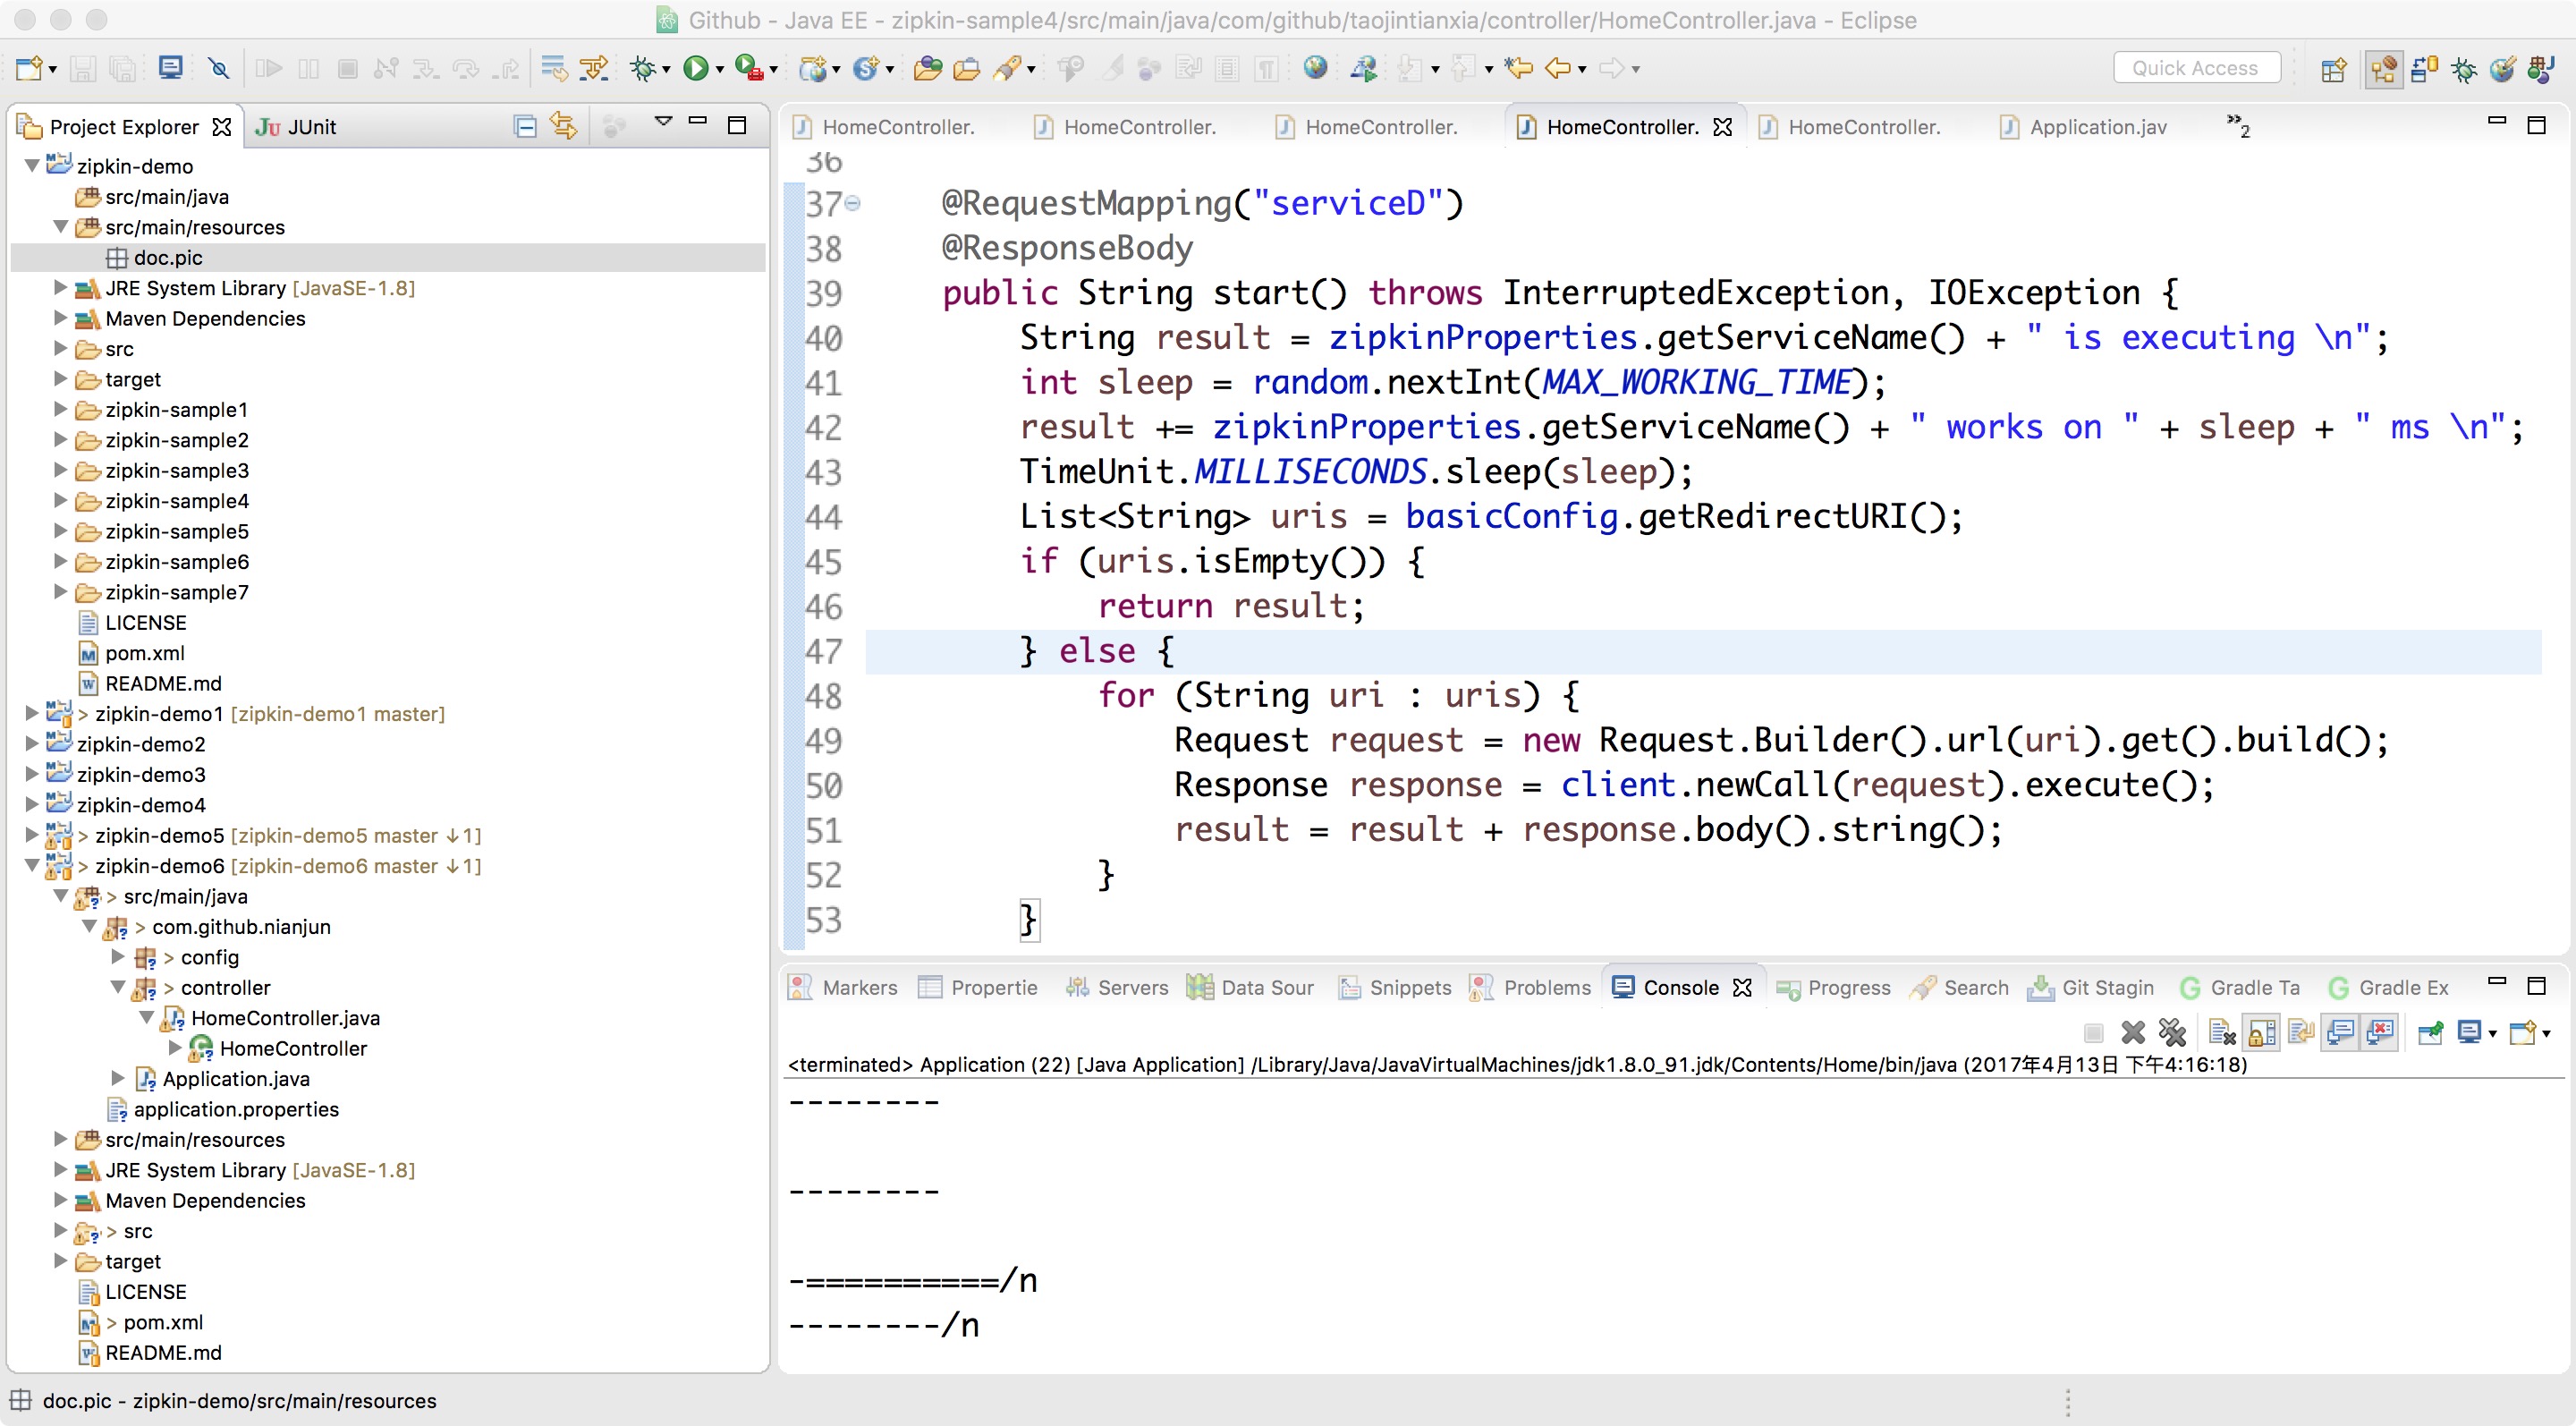 Github - Java EE - zipkin-sample4/src/main/java/com/github/taojintianxia/controller/HomeController.java - Eclipse
Quick Access
Project Explorer
JUnit
zipkin-demo
src/main/java
src/main/resources
doc.pic
JRE System Library [JavaSE-1.8]
Maven Dependencies
src
target
zipkin-sample1
zipkin-sample2
zipkin-sample3
zipkin-sample4
zipkin-sample5
zipkin-sample6
zipkin-sample7
LICENSE
pom.xml
README.md
> zipkin-demo1 [zipkin-demo1 master]
zipkin-demo2
zipkin-demo3
zipkin-demo4
> zipkin-demo5 [zipkin-demo5 master ↓1]
> zipkin-demo6 [zipkin-demo6 master ↓1]
> src/main/java
> com.github.nianjun
> config
> controller
HomeController.java
HomeController
Application.java
application.properties
src/main/resources
JRE System Library [JavaSE-1.8]
Maven Dependencies
> src
target
LICENSE
> pom.xml
README.md
HomeController. HomeController. HomeController. HomeController. HomeController. Application.jav »2
36
37 @RequestMapping("serviceD")
38 @ResponseBody
39 public String start() throws InterruptedException, IOException {
40 String result = zipkinProperties.getServiceName() + " is executing \n";
41 int sleep = random.nextInt(MAX_WORKING_TIME);
42 result += zipkinProperties.getServiceName() + " works on " + sleep + " ms \n";
43 TimeUnit.MILLISECONDS.sleep(sleep);
44 List<String> uris = basicConfig.getRedirectURI();
45 if (uris.isEmpty()) {
46 return result;
47 } else {
48 for (String uri : uris) {
49 Request request = new Request.Builder().url(uri).get().build();
50 Response response = client.newCall(request).execute();
51 result = result + response.body().string();
52 }
53 }
Markers Propertie Servers Data Sour Snippets Problems Console Progress Search Git Stagin Gradle Ta Gradle Ex
<terminated> Application (22) [Java Application] /Library/Java/JavaVirtualMachines/jdk1.8.0_91.jdk/Contents/Home/bin/java (2017年4月13日 下午4:16:18)
--------
--------
-==========/n
--------/n
doc.pic - zipkin-demo/src/main/resources